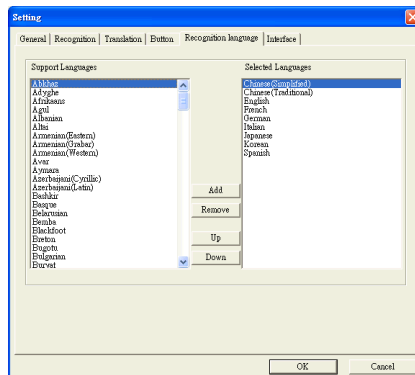 Setting
General
Recognition
Translation
Button
Recognition language
Interface
Support Languages
Abkhaz
Adyghe
Afrikaans
Agul
Albanian
Altai
Armenian(Eastern)
Armenian(Grabar)
Armenian(Western)
Avar
Aymara
Azerbaijani(Cyrillic)
Azerbaijani(Latin)
Bashkir
Basque
Belarusian
Bemba
Blackfoot
Breton
Bugotu
Bulgarian
Buryat
Add
Remove
Up
Down
Selected Languages
Chinese(Simplified)
Chinese(Traditional)
English
French
German
Italian
Japanese
Korean
Spanish
OK
Cancel